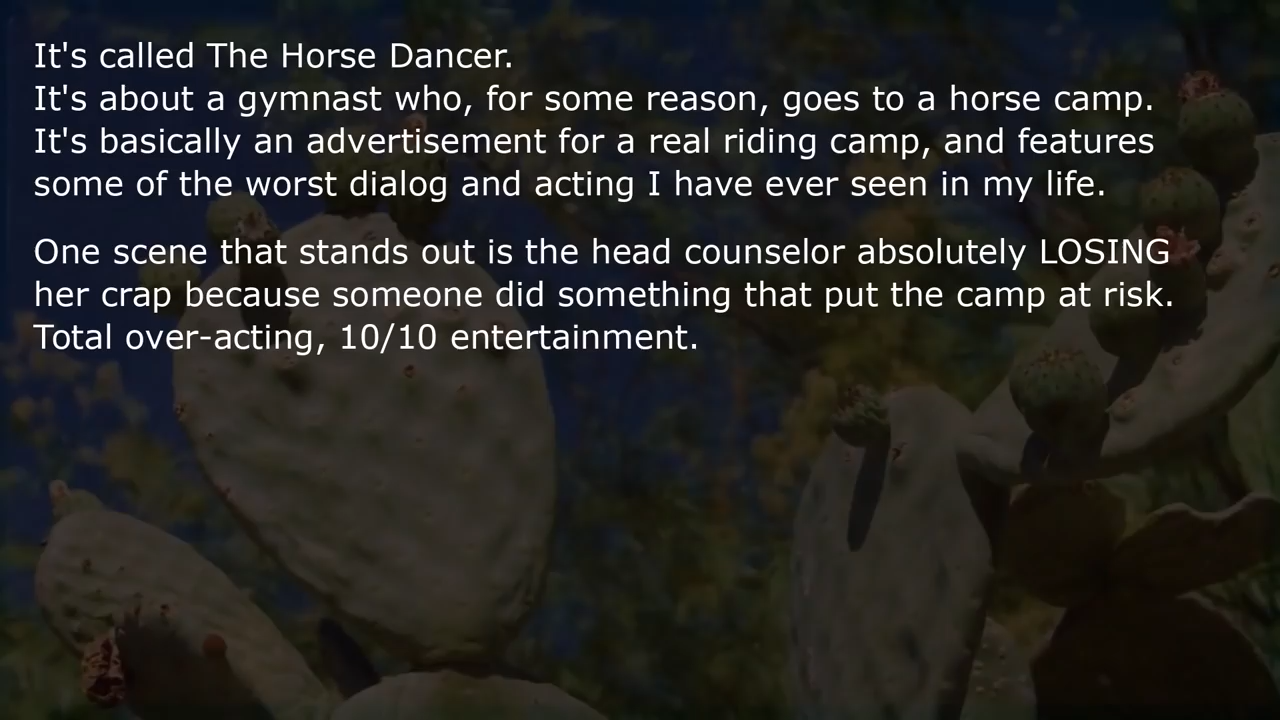 It's called The Horse Dancer.
It's about a gymnast who, for some reason, goes to a horse camp.
It's basically an advertisement for a real riding camp, and features
some of the worst dialog and acting I have ever seen in my life.
One scene that stands out is the head counselor absolutely LOSING
her crap because someone did something that put the camp at risk.
Total over-acting, 10/10 entertainment.